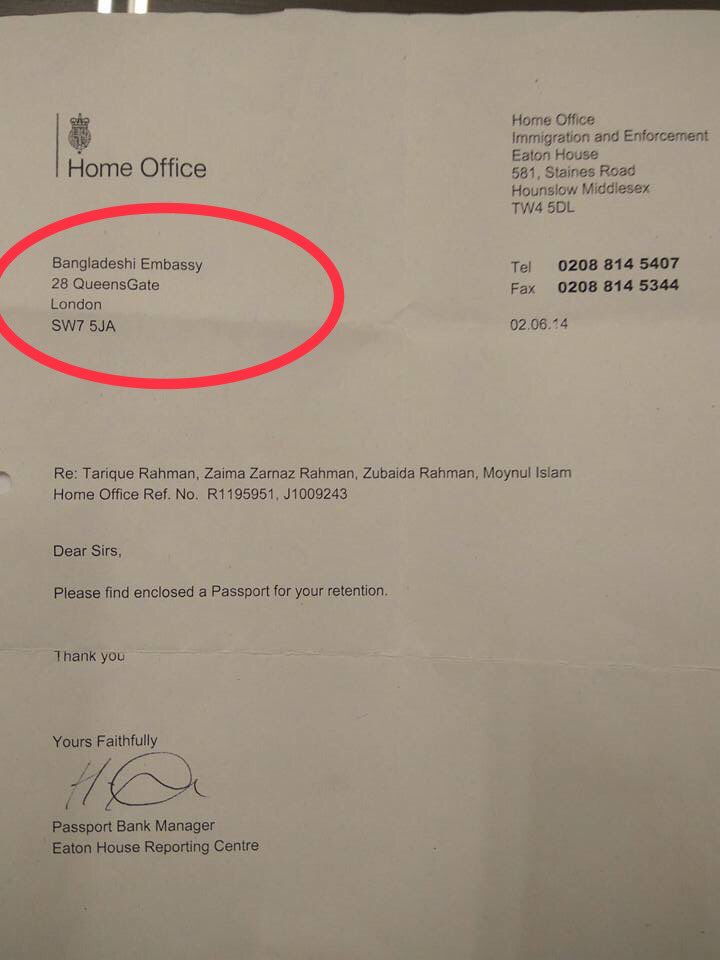 Home Office
Home Office
Immigration and Enforcement
Eaton House
581, Staines Road
Hounslow Middlesex
TW4 5DL
Bangladeshi Embassy
28 QueensGate
London
SW7 5JA
Tel 0208 814 5407
Fax 0208 814 5344
02.06.14
Re: Tarique Rahman, Zaima Zarnaz Rahman, Zubaida Rahman, Moynul Islam
Home Office Ref. No. R1195951, J1009243
Dear Sirs,
Please find enclosed a Passport for your retention.
Thank you
Yours Faithfully
Passport Bank Manager
Eaton House Reporting Centre